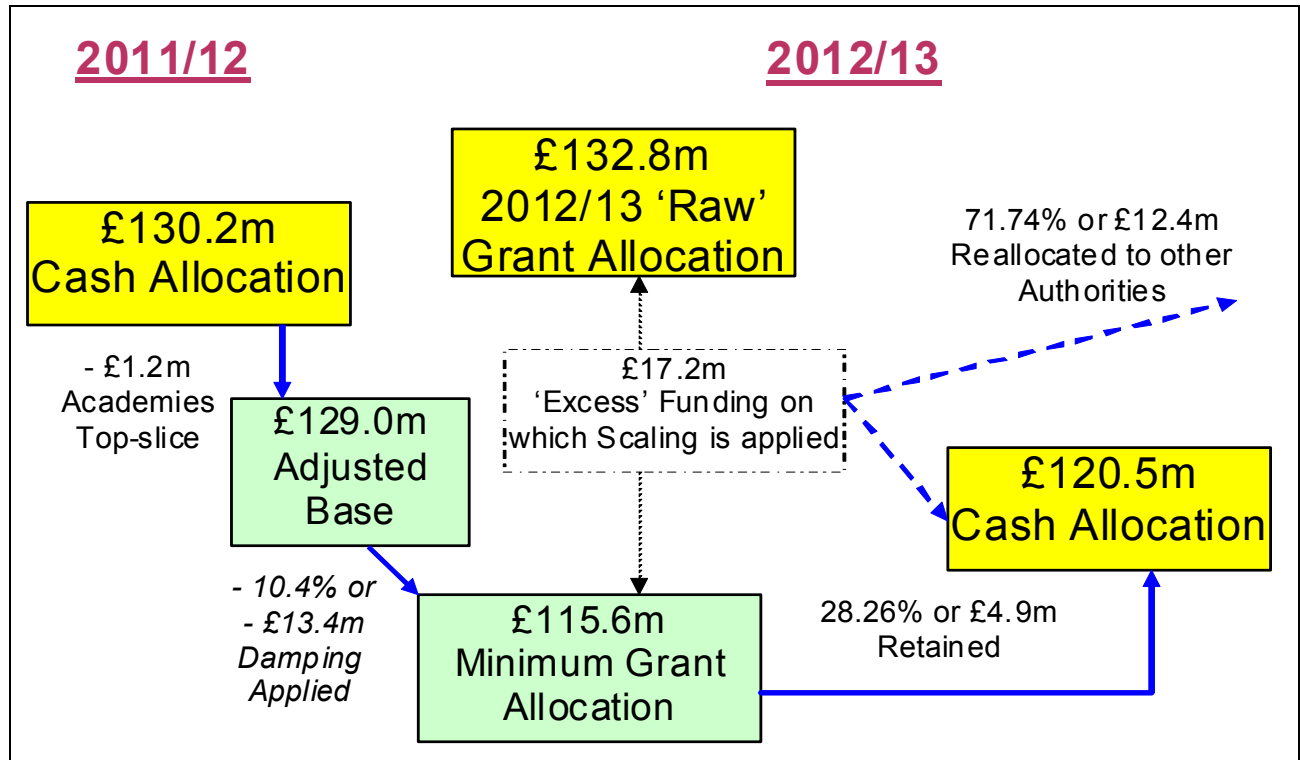 2011/12
2012/13
£130.2m
Cash Allocation
- £1.2m
Academies
Top-slice
£129.0m
Adjusted
Base
- 10.4% or
- £13.4m
Damping
Applied
£132.8m
2012/13 ‘Raw’
Grant Allocation
£17.2m
‘Excess’ Funding on
which Scaling is applied
£115.6m
Minimum Grant
Allocation
71.74% or £12.4m
Reallocated to other
Authorities
28.26% or £4.9m
Retained
£120.5m
Cash Allocation